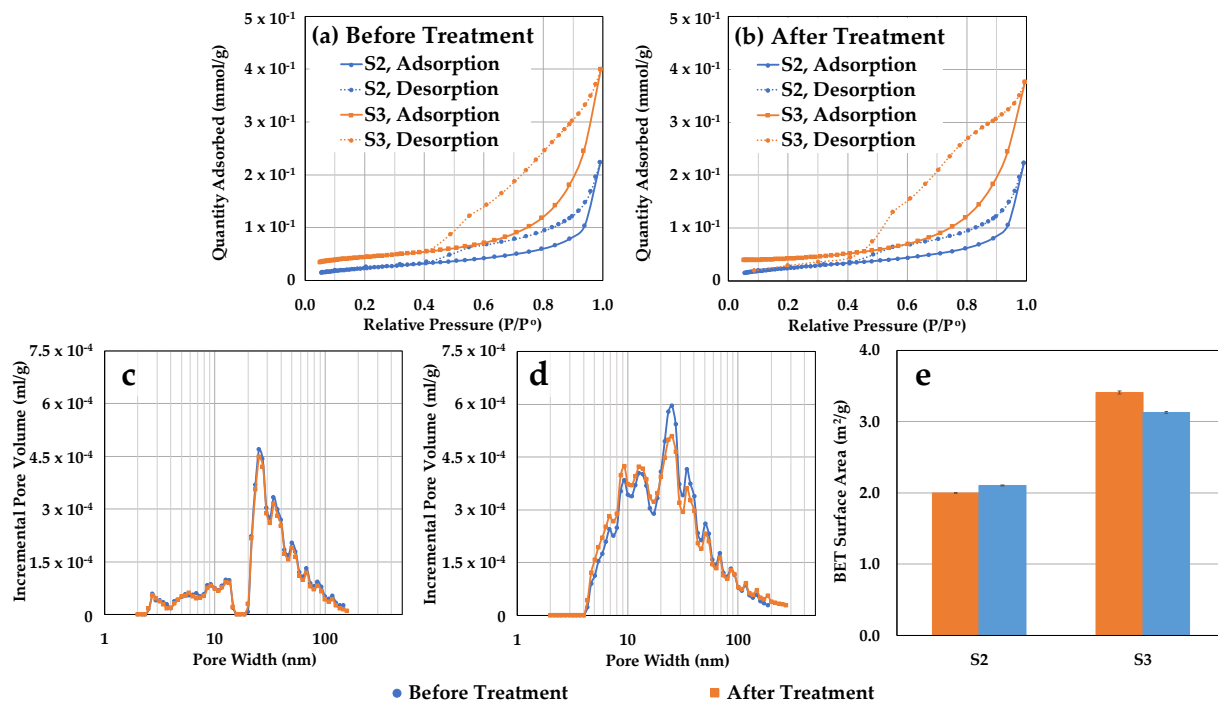 (a) Before Treatment
S2, Adsorption
S2, Desorption
S3, Adsorption
S3, Desorption
Quantity Adsorbed (mmol/g)
5 x 10⁻¹
4 x 10⁻¹
3 x 10⁻¹
2 x 10⁻¹
1 x 10⁻¹
0
0.0 0.2 0.4 0.6 0.8 1.0
Relative Pressure (P/P°)
(b) After Treatment
S2, Adsorption
S2, Desorption
S3, Adsorption
S3, Desorption
Quantity Adsorbed (mmol/g)
5 x 10⁻¹
4 x 10⁻¹
3 x 10⁻¹
2 x 10⁻¹
1 x 10⁻¹
0
0.0 0.2 0.4 0.6 0.8 1.0
Relative Pressure (P/P°)
c
Incremental Pore Volume (ml/g)
7.5 x 10⁻⁴
6 x 10⁻⁴
4.5 x 10⁻⁴
3 x 10⁻⁴
1.5 x 10⁻⁴
0
1 10 100
Pore Width (nm)
d
Incremental Pore Volume (ml/g)
7.5 x 10⁻⁴
6 x 10⁻⁴
4.5 x 10⁻⁴
3 x 10⁻⁴
1.5 x 10⁻⁴
0
1 10 100
Pore Width (nm)
e
BET Surface Area (m²/g)
4.0
3.0
2.0
1.0
0.0
S2 S3
Before Treatment After Treatment